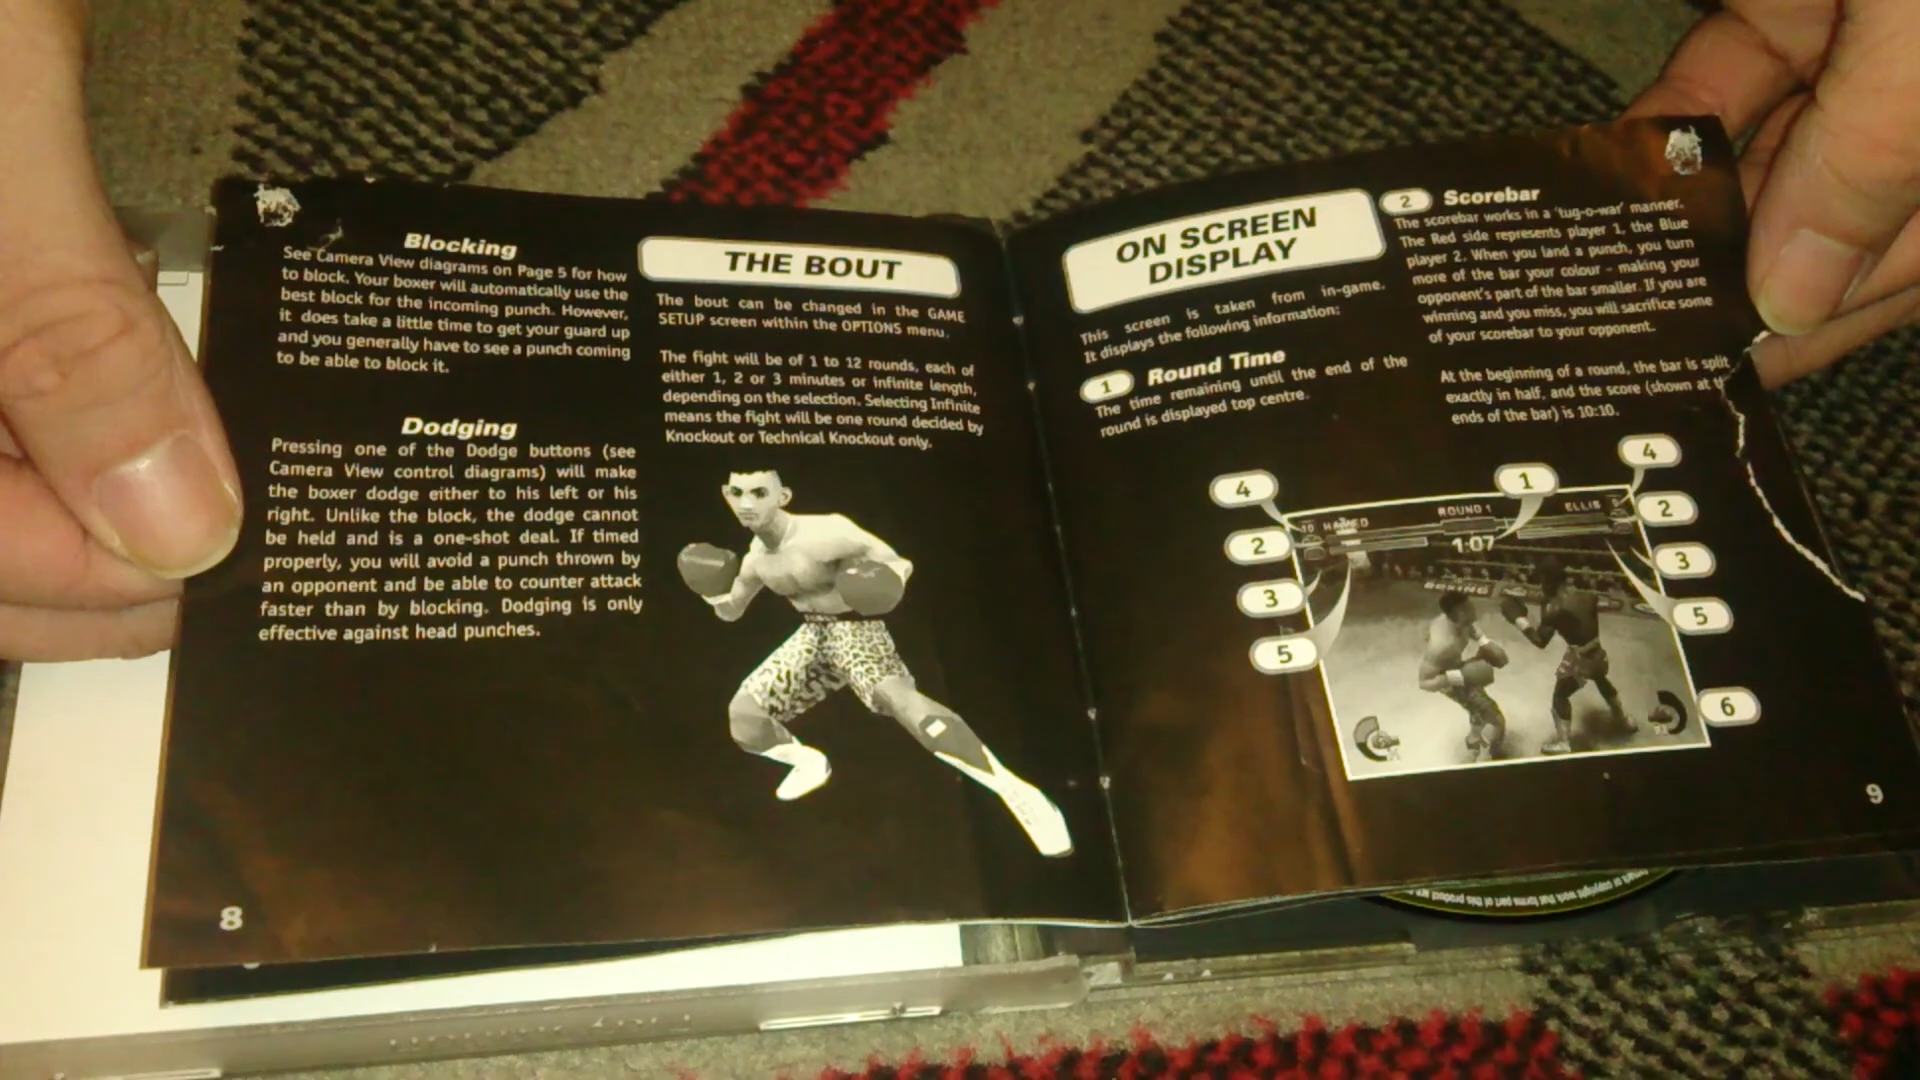 Blocking
See Camera View diagrams on Page 5 for how
to block. Your boxer will automatically use the
best block for the incoming punch. However,
it does take a little time to get your guard up
and you generally have to see a punch coming
to be able to block it.
Dodging
Pressing one of the Dodge buttons (see
Camera View control diagrams) will make
the boxer dodge either to his left or his
right. Unlike the block, the dodge cannot
be held and is a one-shot deal. If timed
properly, you will avoid a punch thrown by
an opponent and be able to counter attack
faster than by blocking. Dodging is only
effective against head punches.
8
THE BOUT
The bout can be changed in the GAME
SETUP screen within the OPTIONS menu.
The fight will be of 1 to 12 rounds, each of
either 1, 2 or 3 minutes or infinite length,
depending on the selection. Selecting Infinite
means the fight will be one round decided by
Knockout or Technical Knockout only.
ON SCREEN
DISPLAY
This screen is taken from in-game.
It displays the following information:
1 Round Time
The time remaining until the end of the
round is displayed top centre.
2 Scorebar
The scorebar works in a 'tug-o-war' manner.
The Red side represents player 1, the Blue
player 2. When you land a punch, you turn
more of the bar your colour - making your
opponent's part of the bar smaller. If you are
winning and you miss, you will sacrifice some
of your scorebar to your opponent.
At the beginning of a round, the bar is split
exactly in half, and the score (shown at
ends of the bar) is 10:10.
4
2
3
5
1
4
2
3
5
6
10 HAMED
ROUND 1
ELLIS
1:07
BOXING
9